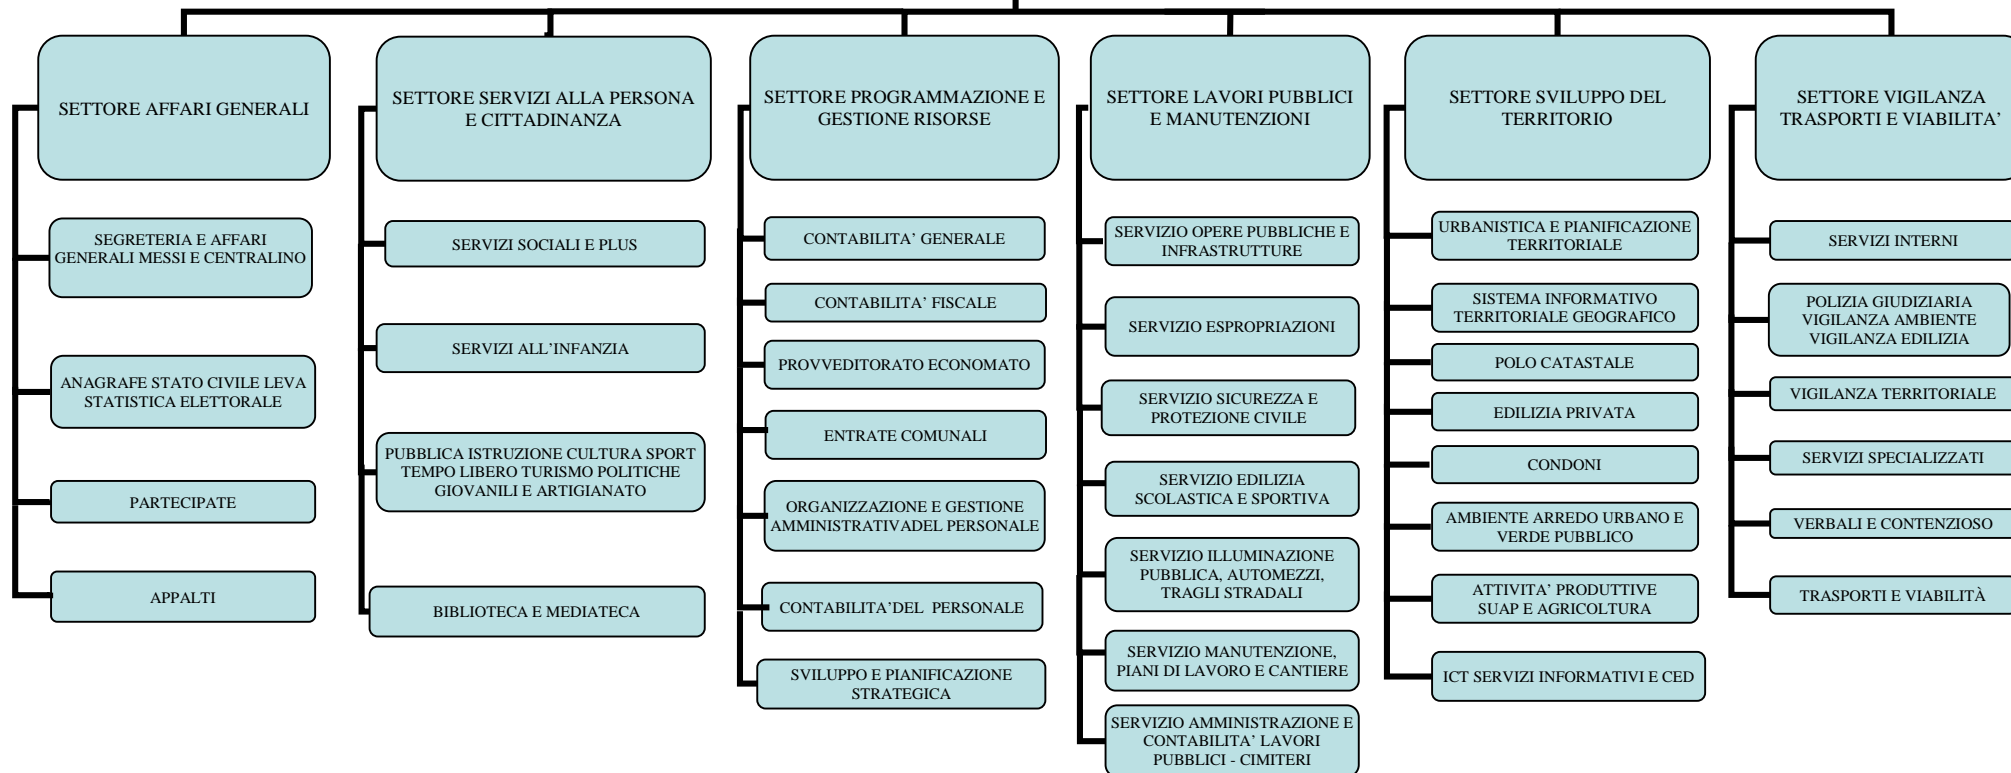 SETTORE AFFARI GENERALI
SEGRETERIA E AFFARI
GENERALI MESSI E CENTRALINO
ANAGRAFE STATO CIVILE LEVA
STATISTICA ELETTORALE
PARTECIPATE
APPALTI
SETTORE SERVIZI ALLA PERSONA
E CITTADINANZA
SERVIZI SOCIALI E PLUS
SERVIZI ALL’INFANZIA
PUBBLICA ISTRUZIONE CULTURA SPORT
TEMPO LIBERO TURISMO POLITICHE
GIOVANILI E ARTIGIANATO
BIBLIOTECA E MEDIATECA
SETTORE PROGRAMMAZIONE E
GESTIONE RISORSE
CONTABILITA’ GENERALE
CONTABILITA’ FISCALE
PROVVEDITORATO ECONOMATO
ENTRATE COMUNALI
ORGANIZZAZIONE E GESTIONE
AMMINISTRATIVADEL PERSONALE
CONTABILITA’DEL PERSONALE
SVILUPPO E PIANIFICAZIONE
STRATEGICA
SETTORE LAVORI PUBBLICI
E MANUTENZIONI
SERVIZIO OPERE PUBBLICHE E
INFRASTRUTTURE
SERVIZIO ESPROPRIAZIONI
SERVIZIO SICUREZZA E
PROTEZIONE CIVILE
SERVIZIO EDILIZIA
SCOLASTICA E SPORTIVA
SERVIZIO ILLUMINAZIONE
PUBBLICA, AUTOMEZZI,
TRAGLI STRADALI
SERVIZIO MANUTENZIONE,
PIANI DI LAVORO E CANTIERE
SERVIZIO AMMINISTRAZIONE E
CONTABILITA’ LAVORI
PUBBLICI - CIMITERI
SETTORE SVILUPPO DEL
TERRITORIO
URBANISTICA E PIANIFICAZIONE
TERRITORIALE
SISTEMA INFORMATIVO
TERRITORIALE GEOGRAFICO
POLO CATASTALE
EDILIZIA PRIVATA
CONDONI
AMBIENTE ARREDO URBANO E
VERDE PUBBLICO
ATTIVITA’ PRODUTTIVE
SUAP E AGRICOLTURA
ICT SERVIZI INFORMATIVI E CED
SETTORE VIGILANZA
TRASPORTI E VIABILITA’
SERVIZI INTERNI
POLIZIA GIUDIZIARIA
VIGILANZA AMBIENTE
VIGILANZA EDILIZIA
VIGILANZA TERRITORIALE
SERVIZI SPECIALIZZATI
VERBALI E CONTENZIOSO
TRASPORTI E VIABILITÀ